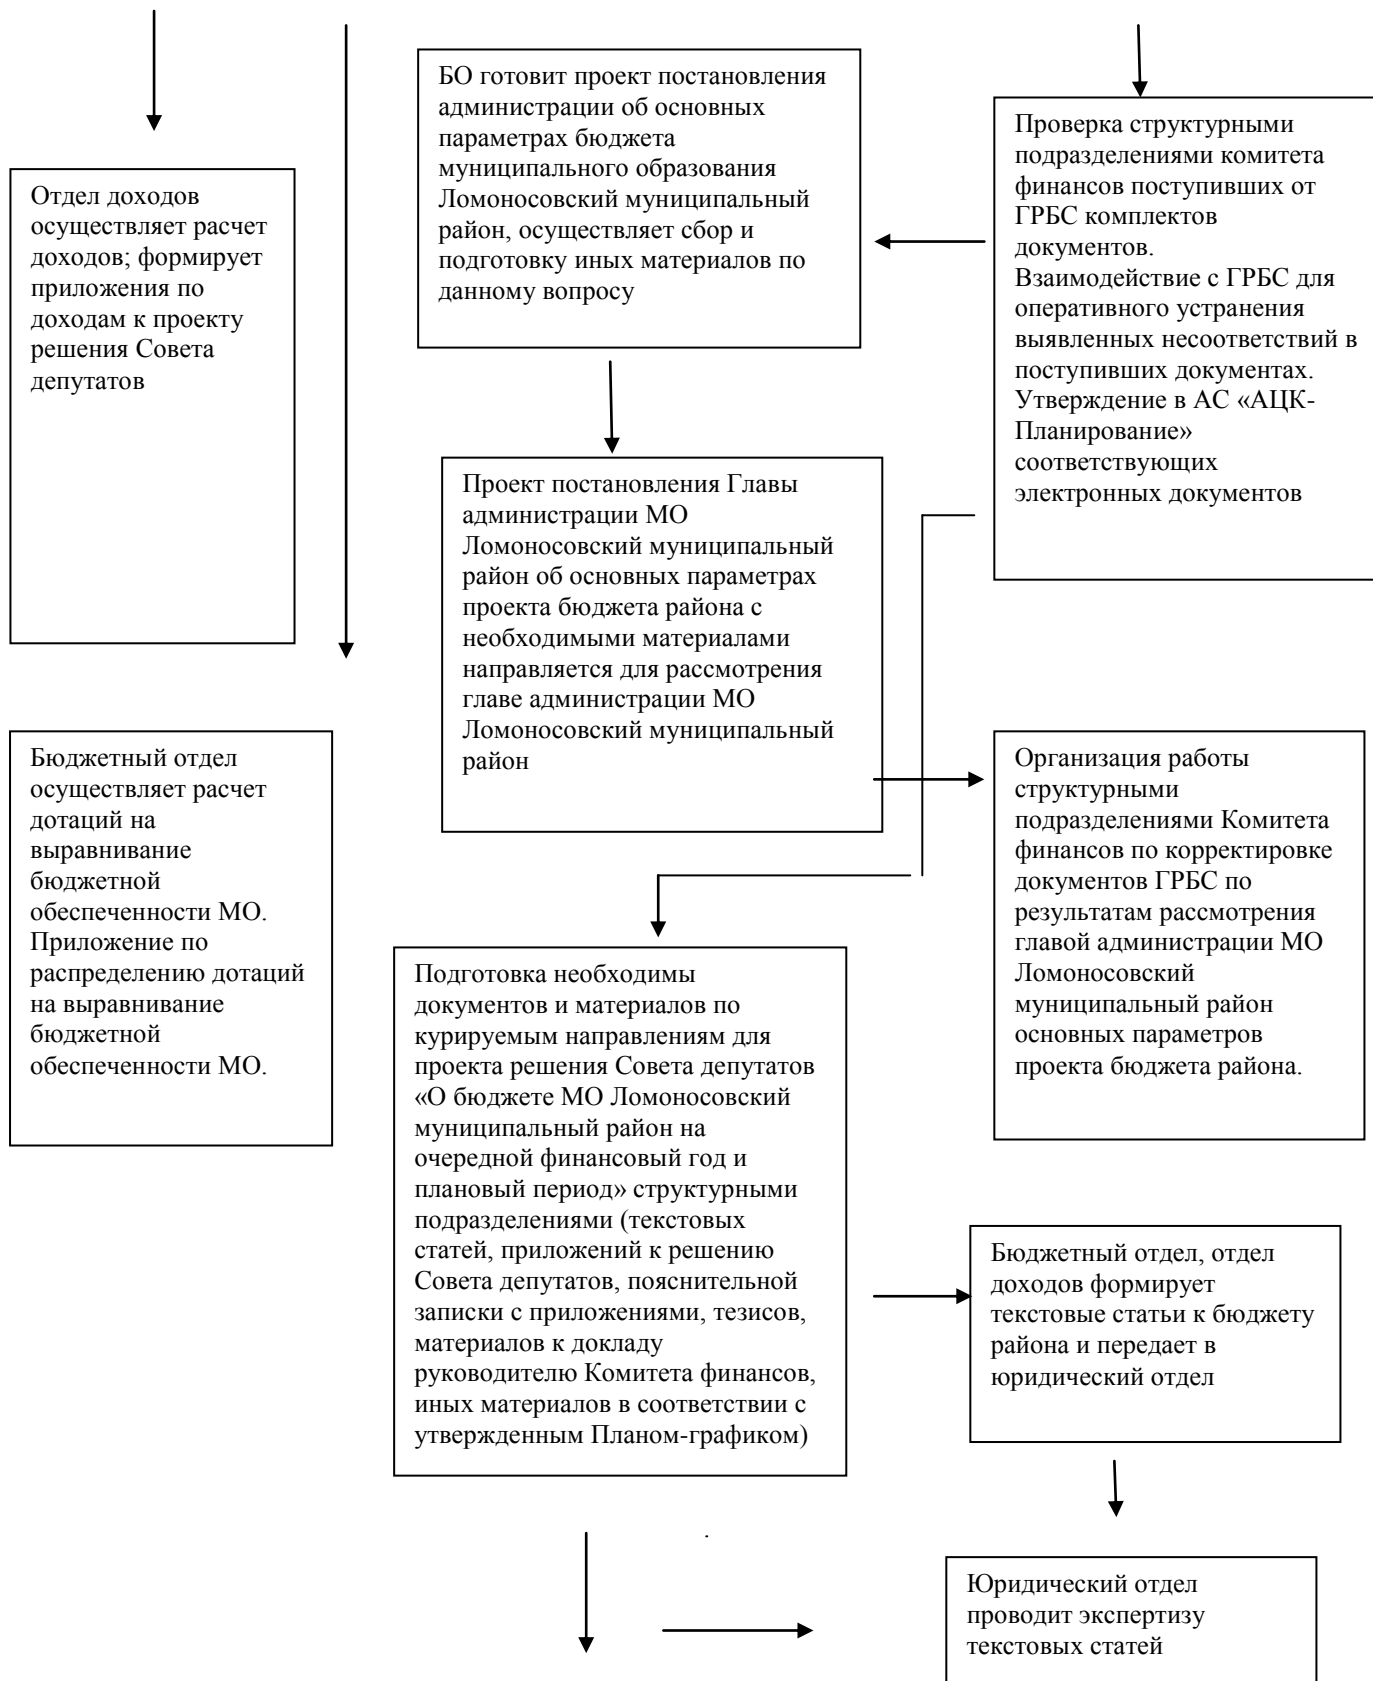 БО готовит проект постановления
администрации об основных
параметрах бюджета
муниципального образования
Ломоносовский муниципальный
район, осуществляет сбор и
подготовку иных материалов по
данному вопросу
Проверка структурными
подразделениями комитета
финансов поступивших от
ГРБС комплектов
документов.
Взаимодействие с ГРБС для
оперативного устранения
выявленных несоответствий в
поступивших документах.
Утверждение в АС «АЦК-
Планирование»
соответствующих
электронных документов
Отдел доходов
осуществляет расчет
доходов; формирует
приложения по
доходам к проекту
решения Совета
депутатов
Проект постановления Главы
администрации МО
Ломоносовский муниципальный
район об основных параметрах
проекта бюджета района с
необходимыми материалами
направляется для рассмотрения
главе администрации МО
Ломоносовский муниципальный
район
Бюджетный отдел
осуществляет расчет
дотаций на
выравнивание
бюджетной
обеспеченности МО.
Приложение по
распределению дотаций
на выравнивание
бюджетной
обеспеченности МО.
Организация работы
структурными
подразделениями Комитета
финансов по корректировке
документов ГРБС по
результатам рассмотрения
главой администрации МО
Ломоносовский
муниципальный район
основных параметров
проекта бюджета района.
Подготовка необходимы
документов и материалов по
курируемым направлениям для
проекта решения Совета депутатов
«О бюджете МО Ломоносовский
муниципальный район на
очередной финансовый год и
плановый период» структурными
подразделениями (текстовых
статей, приложений к решению
Совета депутатов, пояснительной
записки с приложениями, тезисов,
материалов к докладу
руководителю Комитета финансов,
иных материалов в соответствии с
утвержденным Планом-графиком)
Бюджетный отдел, отдел
доходов формирует
текстовые статьи к бюджету
района и передает в
юридический отдел
.
Юридический отдел
проводит экспертизу
текстовых статей